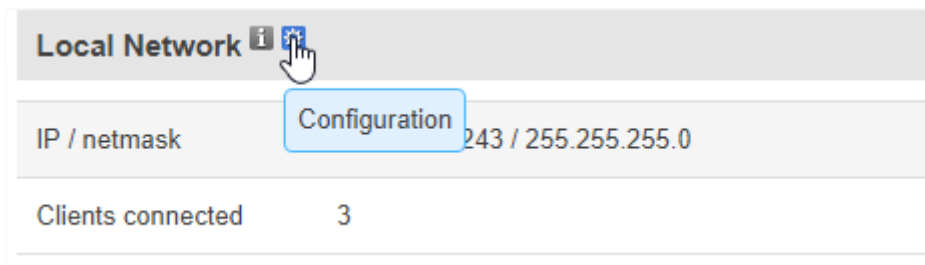 Local Network
Configuration
IP / netmask 243 / 255.255.255.0
Clients connected 3